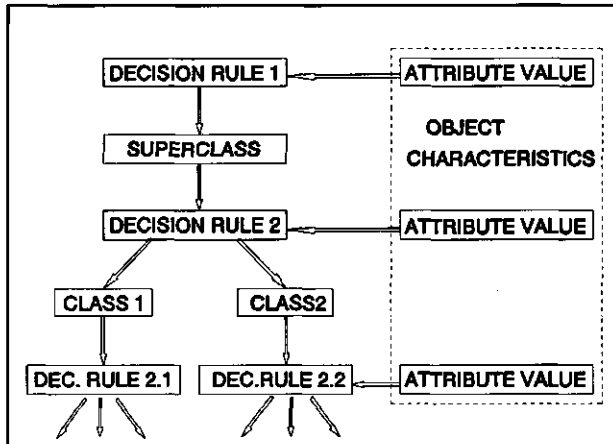 DECISION RULE 1
ATTRIBUTE VALUE
OBJECT
CHARACTERISTICS
SUPERCLASS
DECISION RULE 2
ATTRIBUTE VALUE
CLASS 1
CLASS2
DEC. RULE 2.1
DEC.RULE 2.2
ATTRIBUTE VALUE